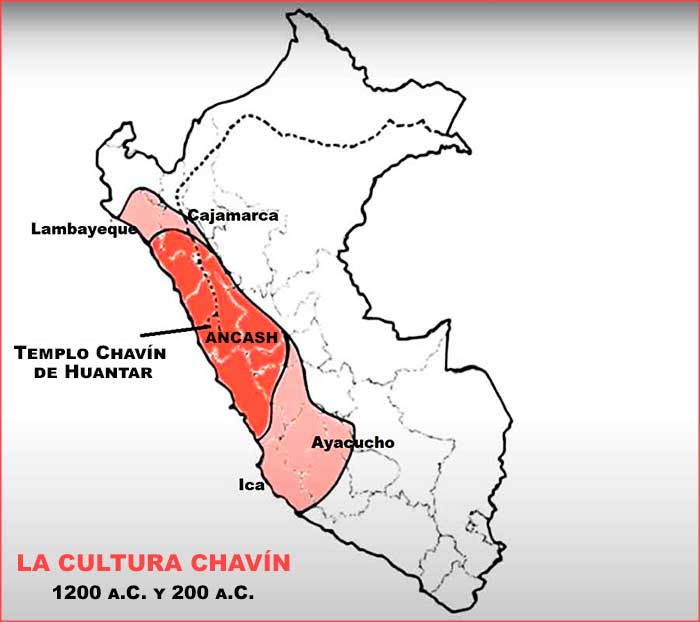 Cajamarca
Lambayeque
ANCASH
TEMPLO CHAVÍN
DE HUANTAR
Ayacucho
Ica
LA CULTURA CHAVÍN
1200 A.C. Y 200 A.C.